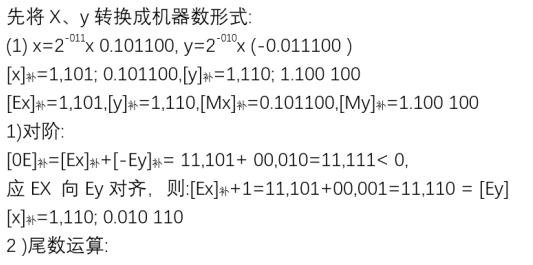 先将 X、y 转换成机器数形式:
(1) x=2⁻⁰¹¹x 0.101100, y=2⁻⁰¹⁰x (-0.011100 )
[x]补=1,101; 0.101100,[y]补=1,110; 1.100 100
[Ex]补=1,101,[y]补=1,110,[Mx]补=0.101100,[My]补=1.100 100
1)对阶:
[0E]补=[Ex]补+[-Ey]补= 11,101+ 00,010=11,111< 0,
应 EX 向 Ey 对齐，则:[Ex]补+1=11,101+00,001=11,110 = [Ey]
[x]补=1,110; 0.010 110
2 )尾数运算: